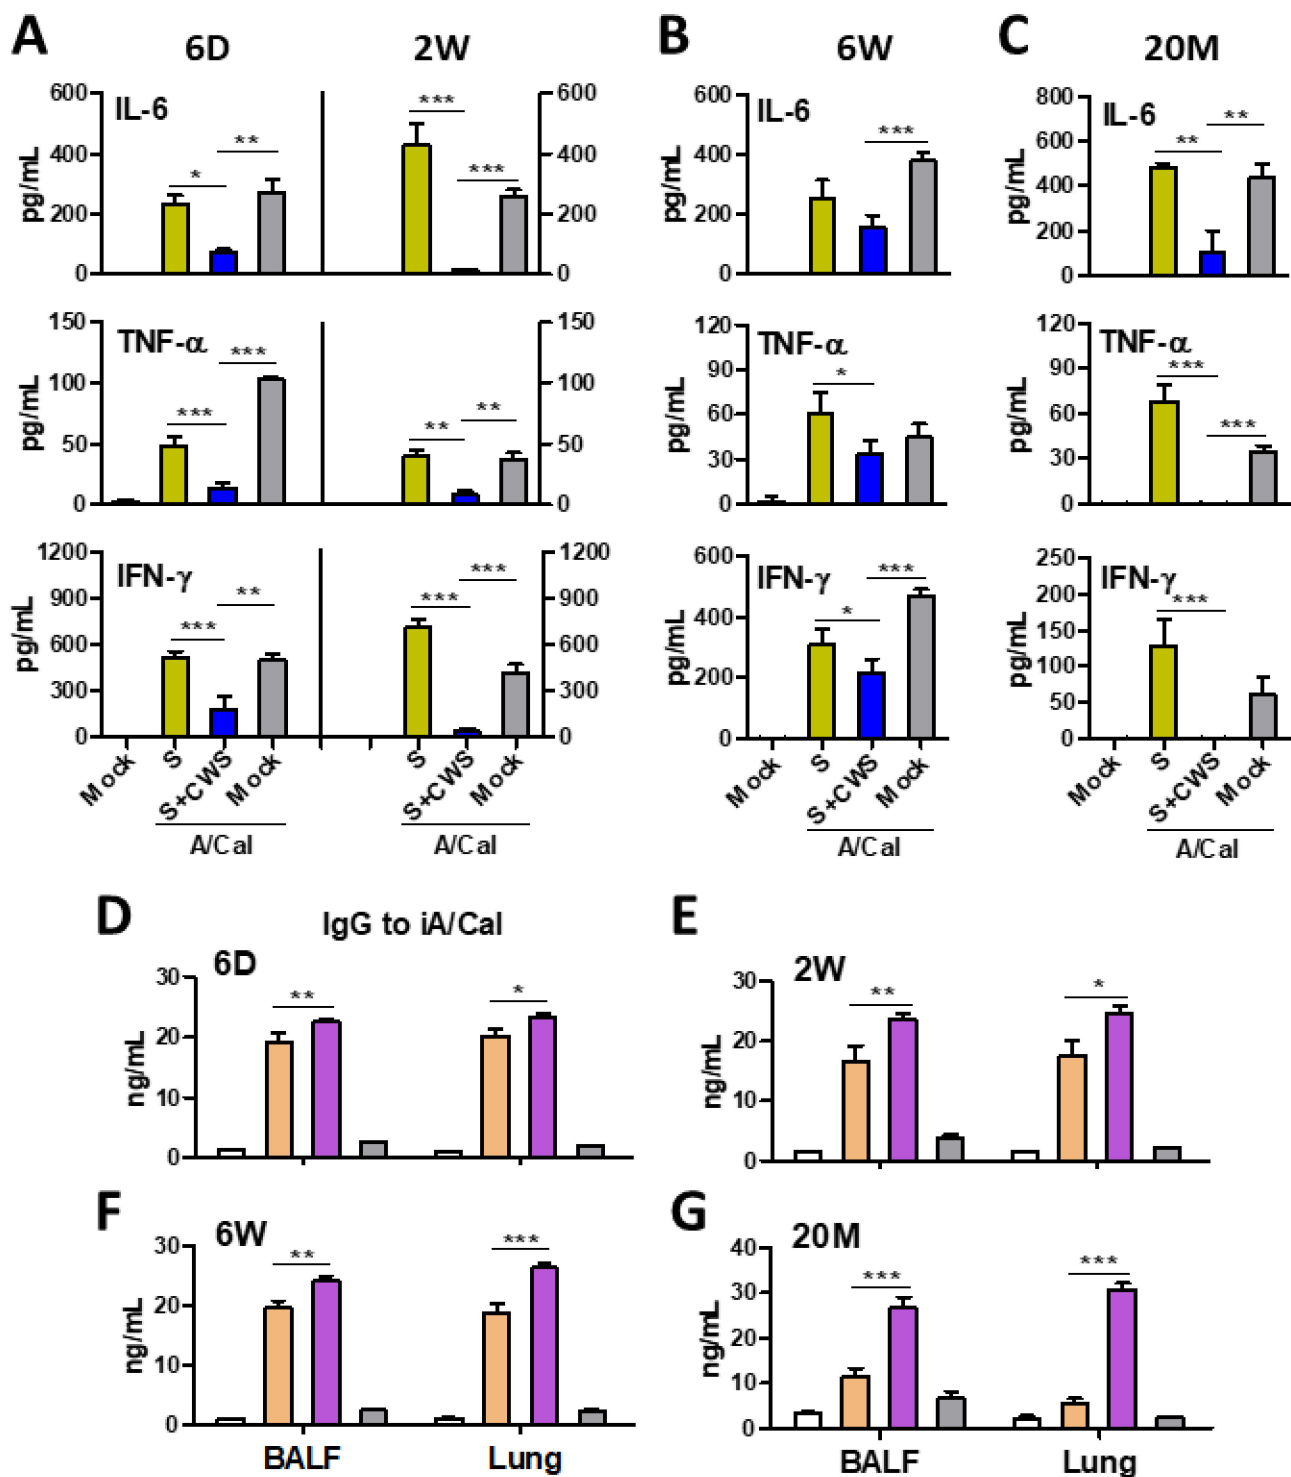 A
6D
2W
B
6W
C
20M
600
400
200
0
pg/mL
IL-6
*
**
***
***
600
400
200
0
600
400
200
0
pg/mL
IL-6
***
800
600
400
200
0
pg/mL
IL-6
**
**
150
100
50
0
pg/mL
TNF-α
***
***
**
**
150
100
50
0
120
90
60
30
0
pg/mL
TNF-α
*
120
90
60
30
0
pg/mL
TNF-α
***
***
1200
900
600
300
0
pg/mL
IFN-γ
***
**
***
***
1200
900
600
300
0
600
400
200
0
pg/mL
IFN-γ
*
***
250
200
150
100
50
0
pg/mL
IFN-γ
***
Mock
S
S+CWS
Mock
A/Cal
S
S+CWS
Mock
A/Cal
Mock
S
S+CWS
Mock
A/Cal
Mock
S
S+CWS
Mock
A/Cal
D
IgG to iA/Cal
6D
30
20
10
0
ng/mL
**
*
E
2W
30
20
10
0
ng/mL
**
*
F
6W
30
20
10
0
ng/mL
**
***
BALF
Lung
G
20M
40
30
20
10
0
ng/mL
***
***
BALF
Lung